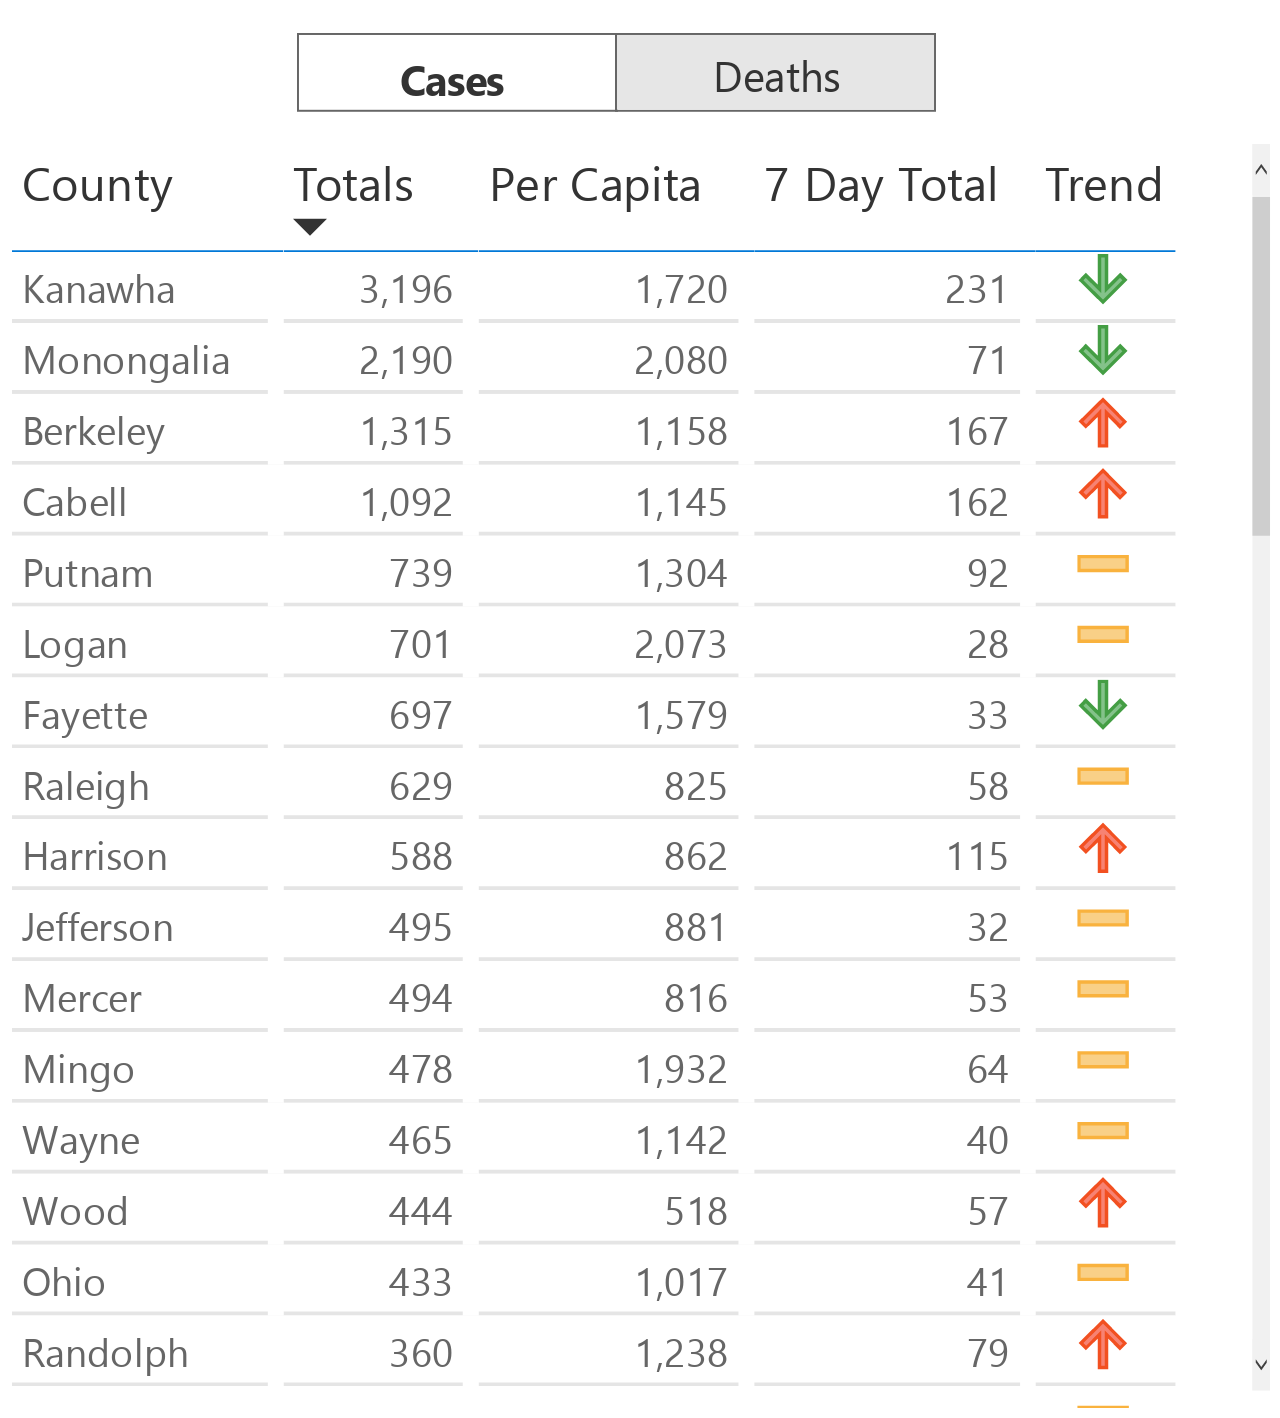 Cases Deaths
County Totals Per Capita 7 Day Total Trend
Kanawha 3,196 1,720 231
Monongalia 2,190 2,080 71
Berkeley 1,315 1,158 167
Cabell 1,092 1,145 162
Putnam 739 1,304 92
Logan 701 2,073 28
Fayette 697 1,579 33
Raleigh 629 825 58
Harrison 588 862 115
Jefferson 495 881 32
Mercer 494 816 53
Mingo 478 1,932 64
Wayne 465 1,142 40
Wood 444 518 57
Ohio 433 1,017 41
Randolph 360 1,238 79